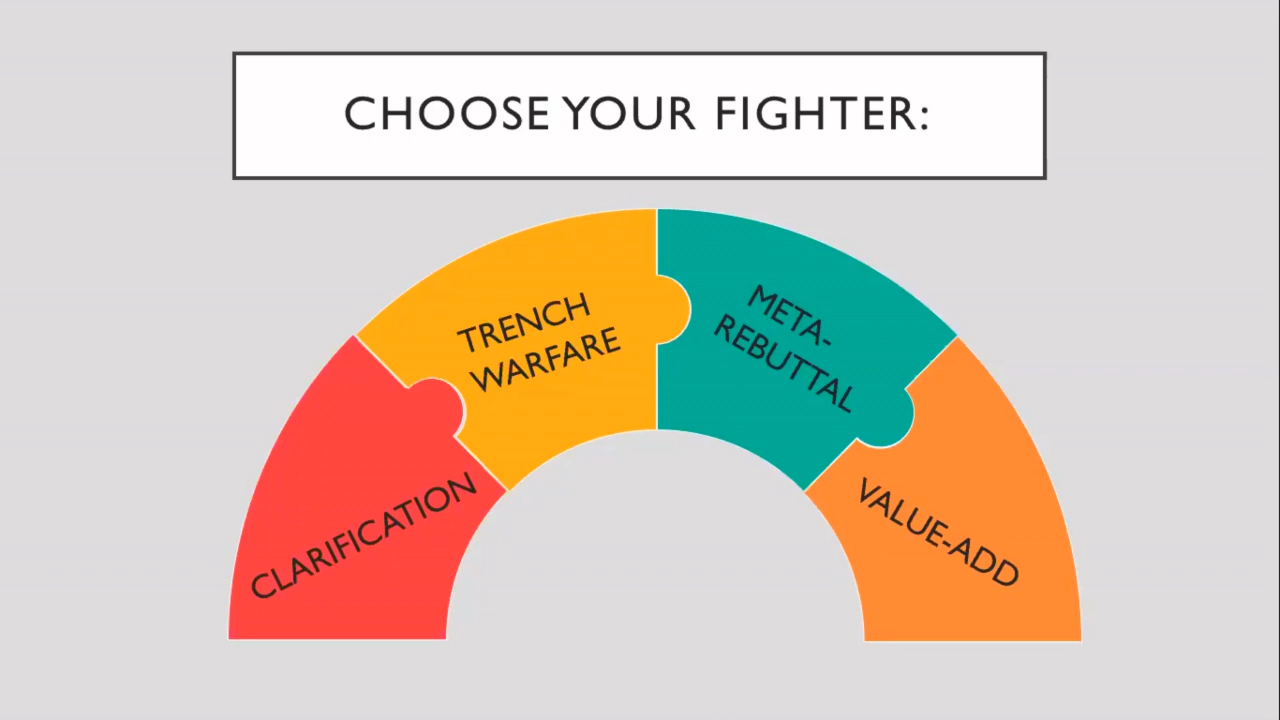 CHOOSE YOUR FIGHTER:
TRENCH
WARFARE
META-
REBUTTAL
CLARIFICATION
VALUE-ADD